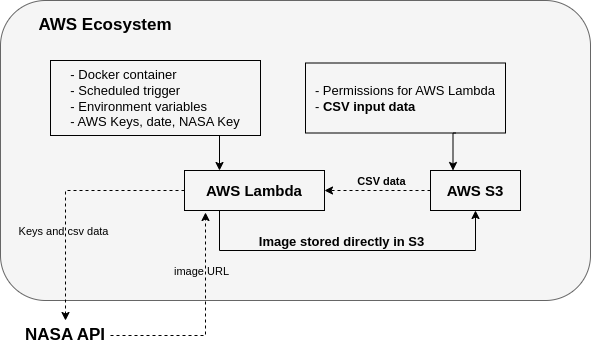 AWS Ecosystem
- Docker container
- Scheduled trigger
- Environment variables
- AWS Keys, date, NASA Key
- Permissions for AWS Lambda
- CSV input data
AWS Lambda
CSV data
AWS S3
Keys and csv data
Image stored directly in S3
image URL
NASA API